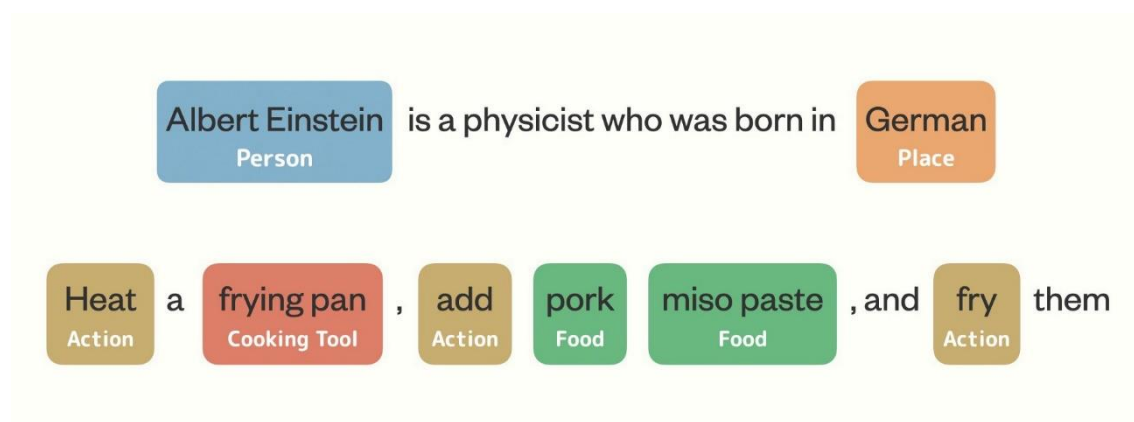 Albert Einstein is a physicist who was born in German
Person Place
Heat a frying pan , add pork miso paste , and fry them
Action Cooking Tool Action Food Food Action